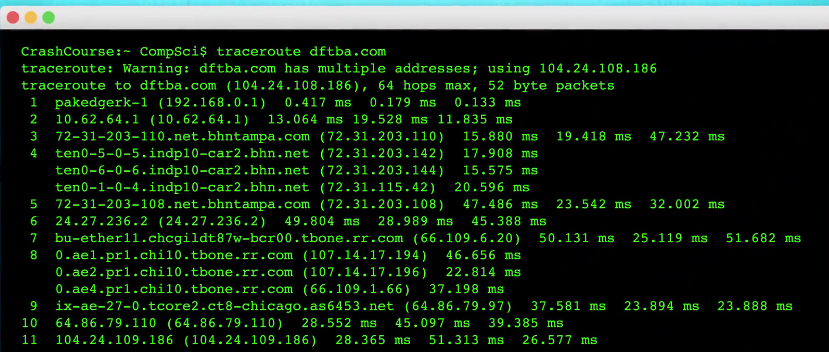 CrashCourse:~ CompSci$ traceroute dftba.com
traceroute: Warning: dftba.com has multiple addresses; using 104.24.108.186
traceroute to dftba.com (104.24.108.186), 64 hops max, 52 byte packets
1 pakedgerk-1 (192.168.0.1) 0.417 ms 0.179 ms 0.133 ms
2 10.62.64.1 (10.62.64.1) 13.064 ms 19.528 ms 11.835 ms
3 72-31-203-110.net.bhntampa.com (72.31.203.110) 15.880 ms 19.418 ms 47.232 ms
4 ten0-5-0-5.indp10-car2.bhn.net (72.31.203.142) 17.908 ms
ten0-6-0-6.indp10-car2.bhn.net (72.31.203.144) 15.575 ms
ten0-1-0-4.indp10-car2.bhn.net (72.31.115.42) 20.596 ms
5 72-31-203-108.net.bhntampa.com (72.31.203.108) 47.486 ms 23.542 ms 32.002 ms
6 24.27.236.2 (24.27.236.2) 49.804 ms 28.989 ms 45.388 ms
7 bu-ether11.chcgildt87w-bcr00.tbone.rr.com (66.109.6.20) 50.131 ms 25.119 ms 51.682 ms
8 0.ae1.pr1.chi10.tbone.rr.com (107.14.17.194) 46.656 ms
0.ae2.pr1.chi10.tbone.rr.com (107.14.17.196) 22.814 ms
0.ae4.pr1.chi10.tbone.rr.com (66.109.1.66) 37.198 ms
9 ix-ae-27-0.tcore2.ct8-chicago.as6453.net (64.86.79.97) 37.581 ms 23.894 ms 23.888 ms
10 64.86.79.110 (64.86.79.110) 28.552 ms 45.097 ms 39.385 ms
11 104.24.109.186 (104.24.109.186) 28.365 ms 51.313 ms 26.577 ms